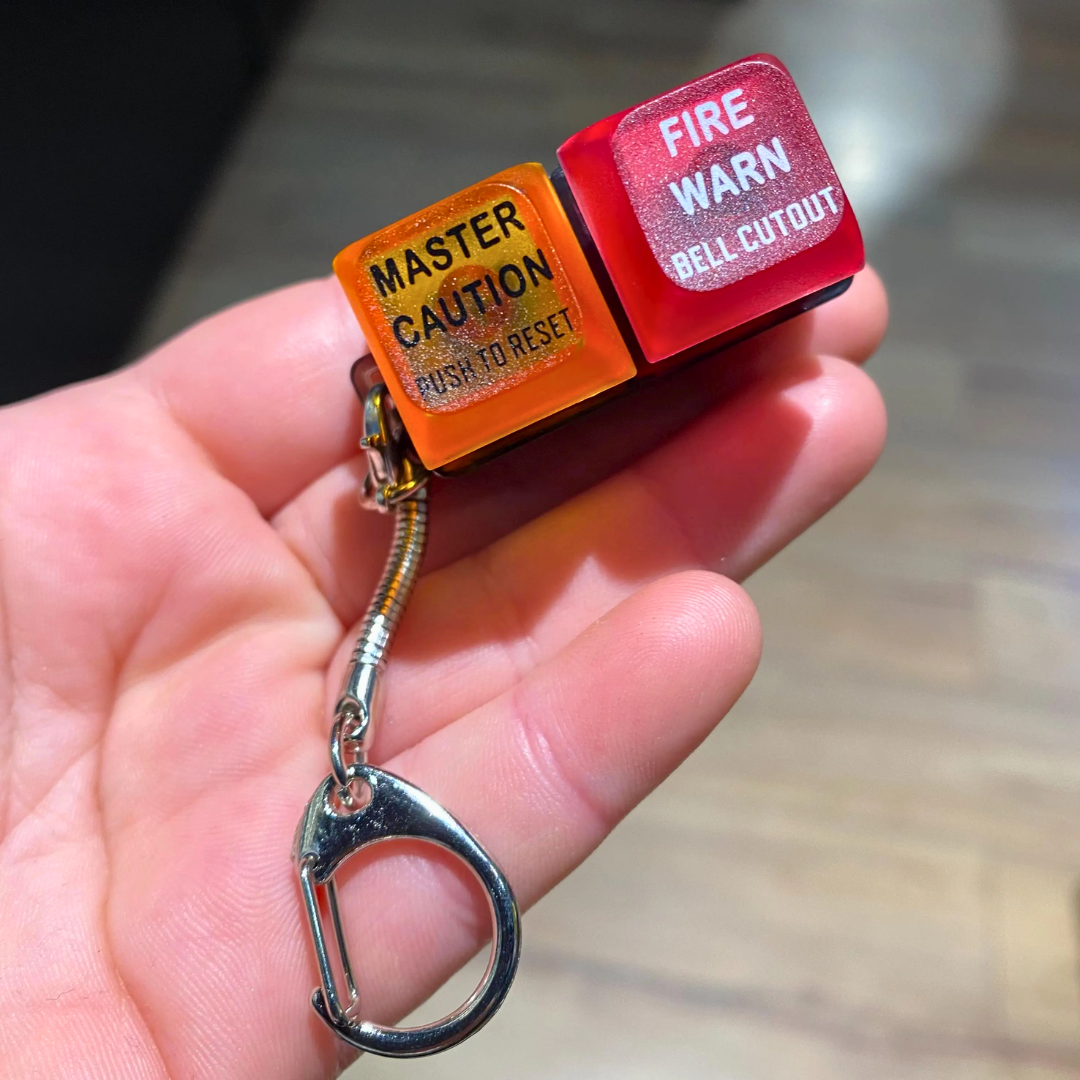 MASTER
CAUTION
PUSH TO RESET
FIRE
WARN
BELL CUTOUT